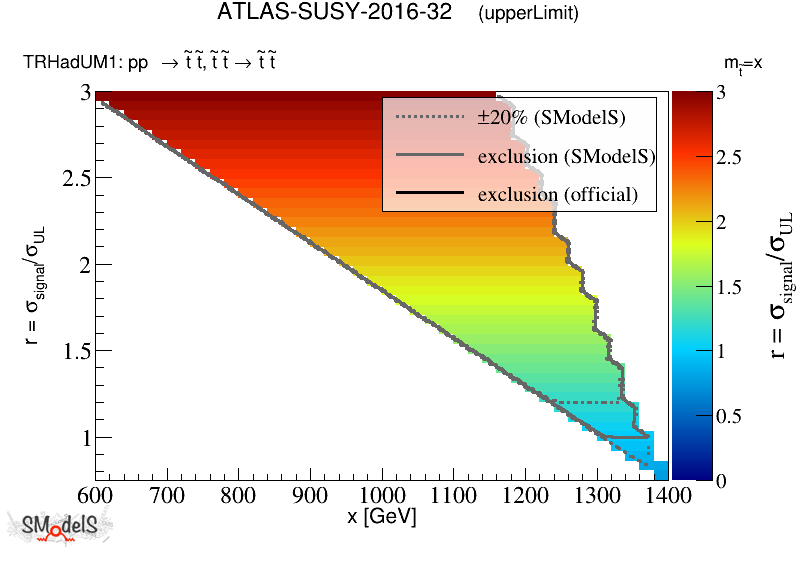 ATLAS-SUSY-2016-32 (upperLimit)
TRHadUM1: pp → t̃ t̃, t̃ t̃ → t̃ t̃
m_t̃=x
±20% (SModelS)
exclusion (SModelS)
exclusion (official)
3
2.5
2
1.5
1
r = σ_signal/σ_UL
600 700 800 900 1000 1100 1200 1300 1400
x [GeV]
3
2.5
2
1.5
1
0.5
0
r = σ_signal/σ_UL
SModelS